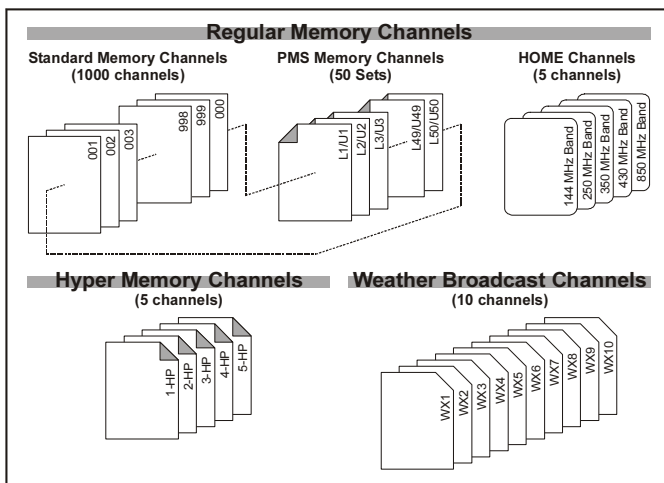 Regular Memory Channels
Standard Memory Channels
(1000 channels)
PMS Memory Channels
(50 Sets)
HOME Channels
(5 channels)
001
002
003
998
999
000
L1/U1
L2/U2
L3/U3
L49/U49
L50/U50
144 MHz Band
250 MHz Band
350 MHz Band
430 MHz Band
850 MHz Band
Hyper Memory Channels
(5 channels)
Weather Broadcast Channels
(10 channels)
1-HP
2-HP
3-HP
4-HP
5-HP
WX1
WX2
WX3
WX4
WX5
WX6
WX7
WX8
WX9
WX10